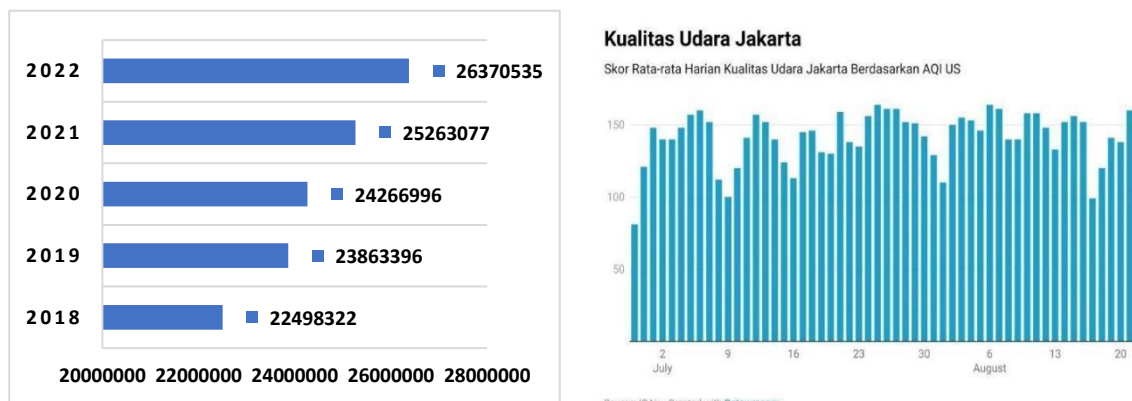 2022
26370535
2021
25263077
2020
24266996
2019
23863396
2018
22498322
20000000 22000000 24000000 26000000 28000000
Kualitas Udara Jakarta
Skor Rata-rata Harian Kualitas Udara Jakarta Berdasarkan AQI US
150
100
50
2 9 16 23 30 6 13 20
July August